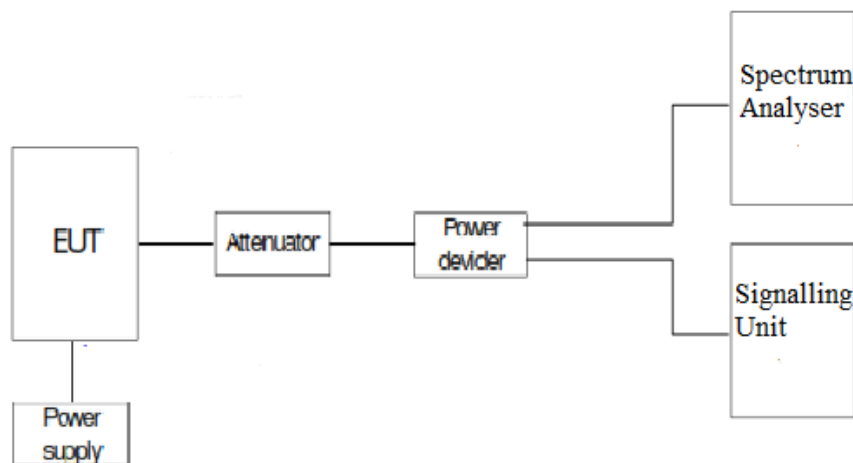 Spectrum
Analyser
EUT
Attenuator
Power
devider
Signalling
Unit
Power
supply